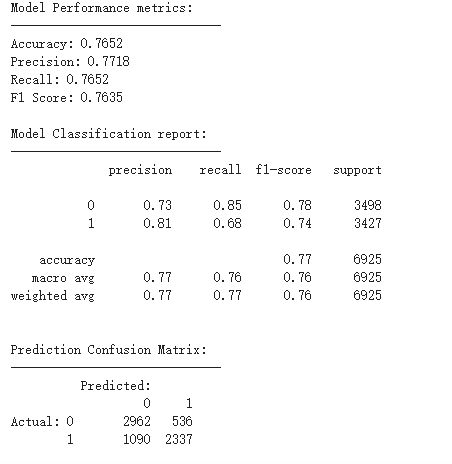 Model Performance metrics:
Accuracy: 0.7652
Precision: 0.7718
Recall: 0.7652
F1 Score: 0.7635
Model Classification report:
precision recall f1-score support
0 0.73 0.85 0.78 3498
1 0.81 0.68 0.74 3427
accuracy 0.77 6925
macro avg 0.77 0.76 0.76 6925
weighted avg 0.77 0.77 0.76 6925
Prediction Confusion Matrix:
Predicted:
0 1
Actual: 0 2962 536
1 1090 2337